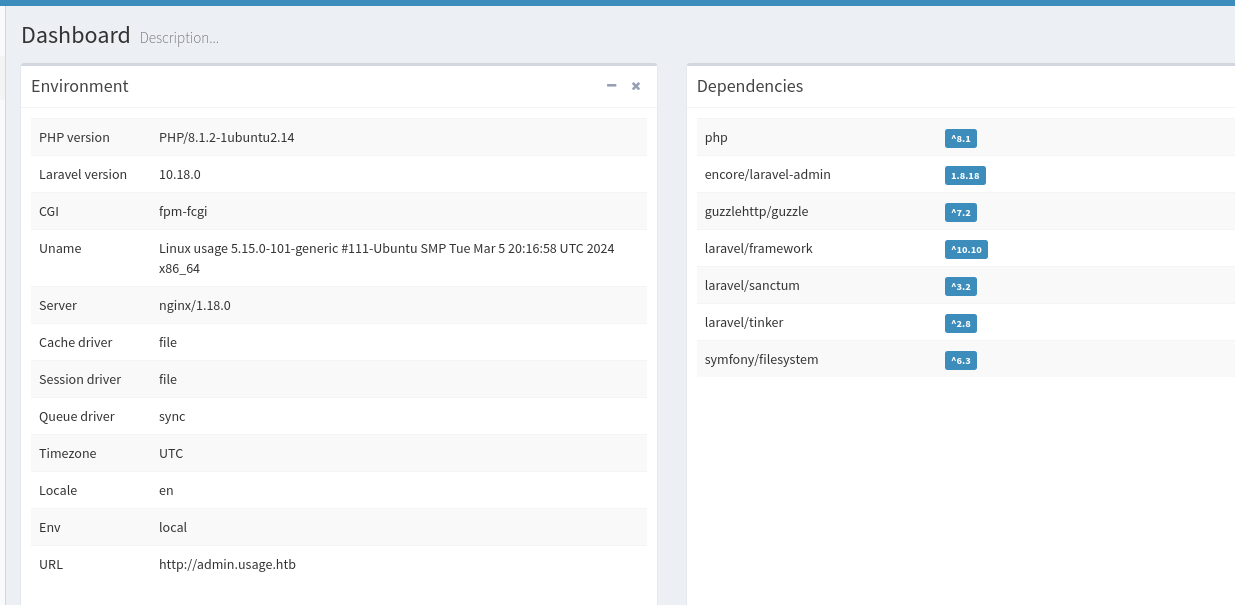 Dashboard Description...
Environment
PHP version PHP/8.1.2-1ubuntu2.14
Laravel version 10.18.0
CGI fpm-fcgi
Uname Linux usage 5.15.0-101-generic #111-Ubuntu SMP Tue Mar 5 20:16:58 UTC 2024
x86_64
Server nginx/1.18.0
Cache driver file
Session driver file
Queue driver sync
Timezone UTC
Locale en
Env local
URL http://admin.usage.htb
Dependencies
php ^8.1
encore/laravel-admin 1.8.18
guzzlehttp/guzzle ^7.2
laravel/framework ^10.10
laravel/sanctum ^3.2
laravel/tinker ^2.8
symfony/filesystem ^6.3